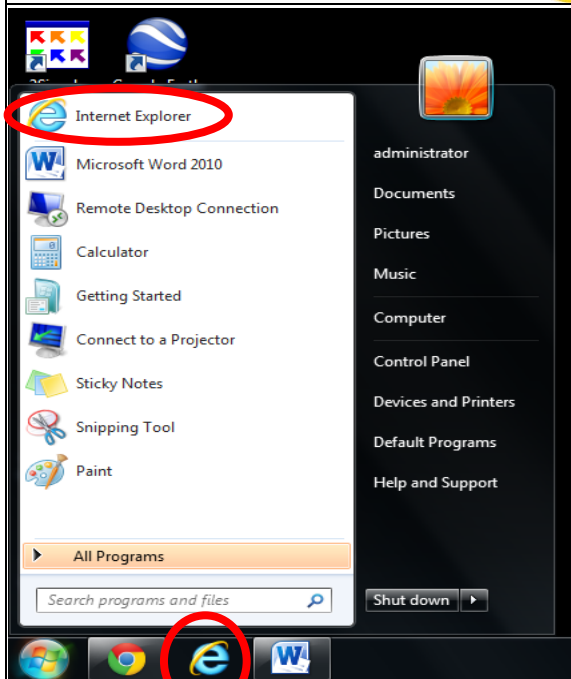 Internet Explorer
Microsoft Word 2010
Remote Desktop Connection
Calculator
Getting Started
Connect to a Projector
Sticky Notes
Snipping Tool
Paint
All Programs
Search programs and files
administrator
Documents
Pictures
Music
Computer
Control Panel
Devices and Printers
Default Programs
Help and Support
Shut down